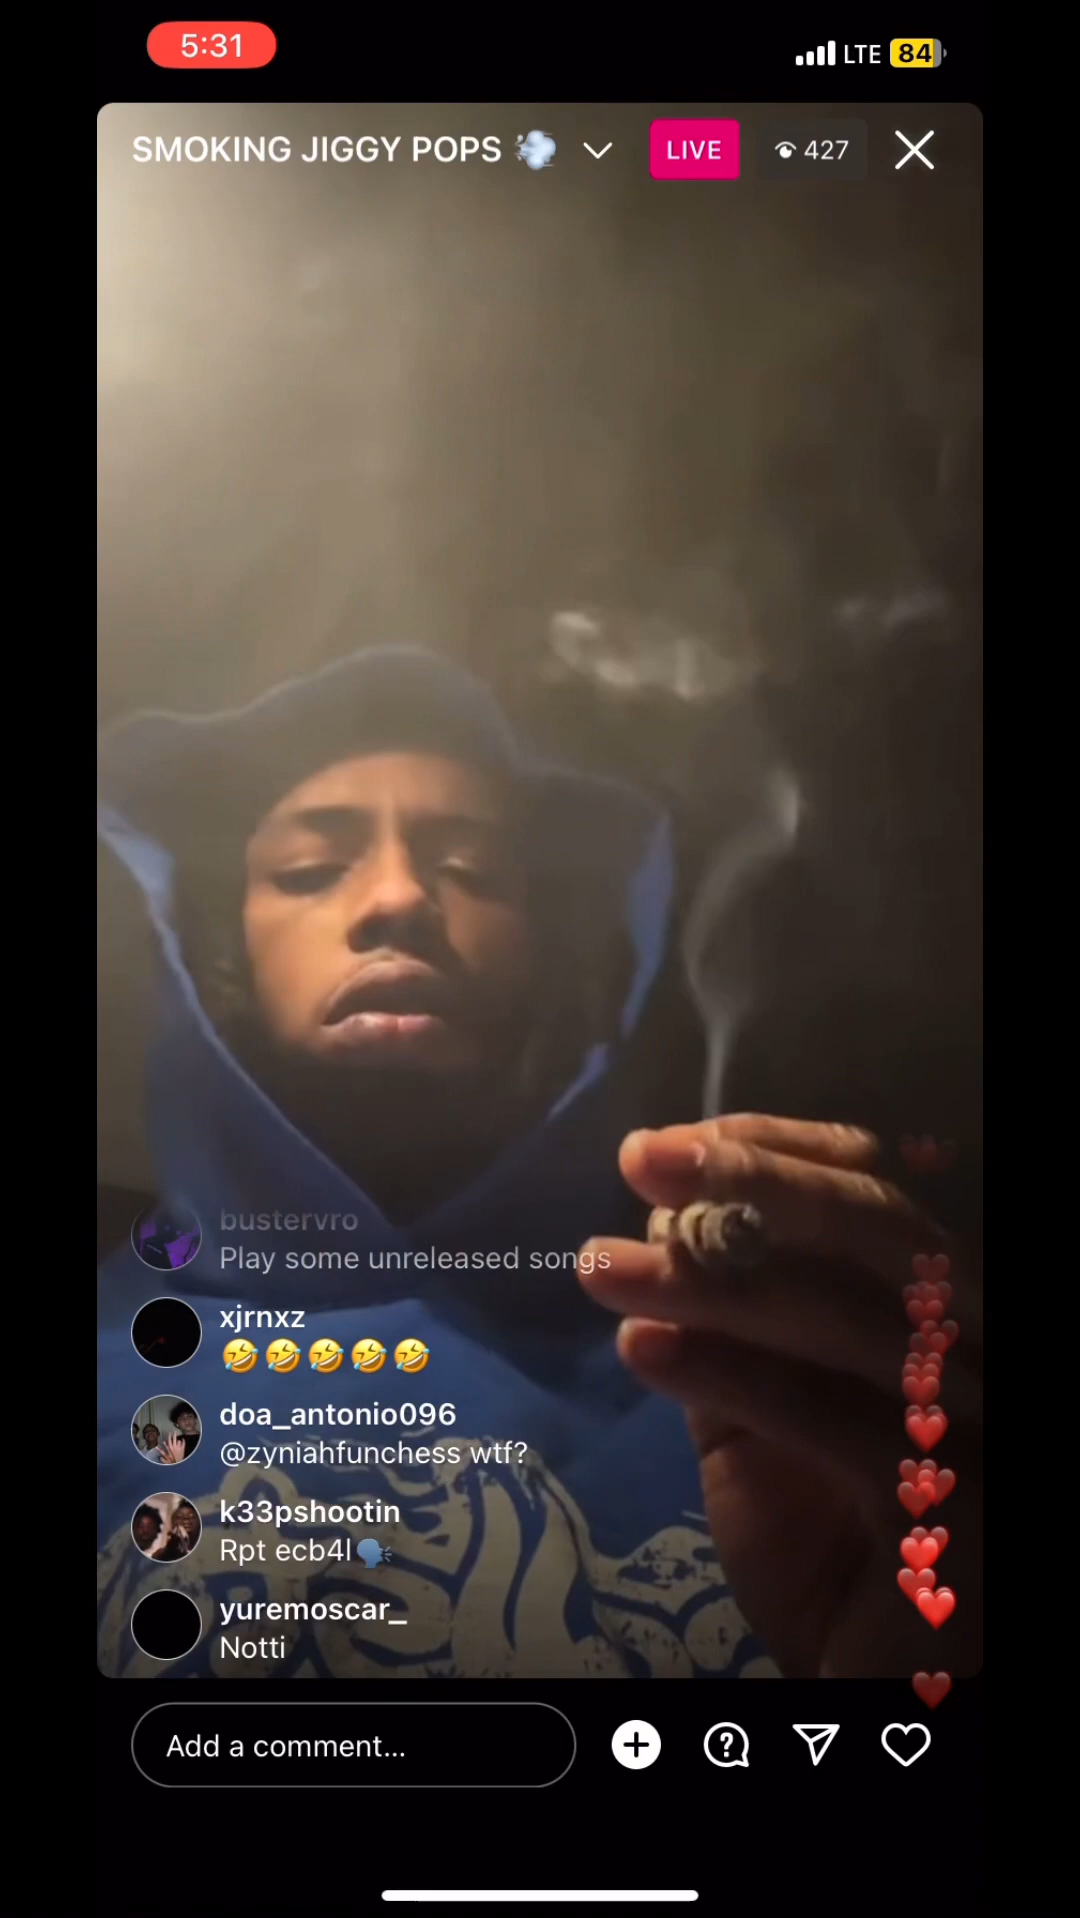 5:31
LTE 84
SMOKING JIGGY POPS 💨
LIVE
427
bustervro
Play some unreleased songs
xjrnxz
🤣🤣🤣🤣🤣
doa_antonio096
@zyniahfunchess wtf?
k33pshootin
Rpt ecb4l🗣️
yuremoscar_
Notti
Add a comment...